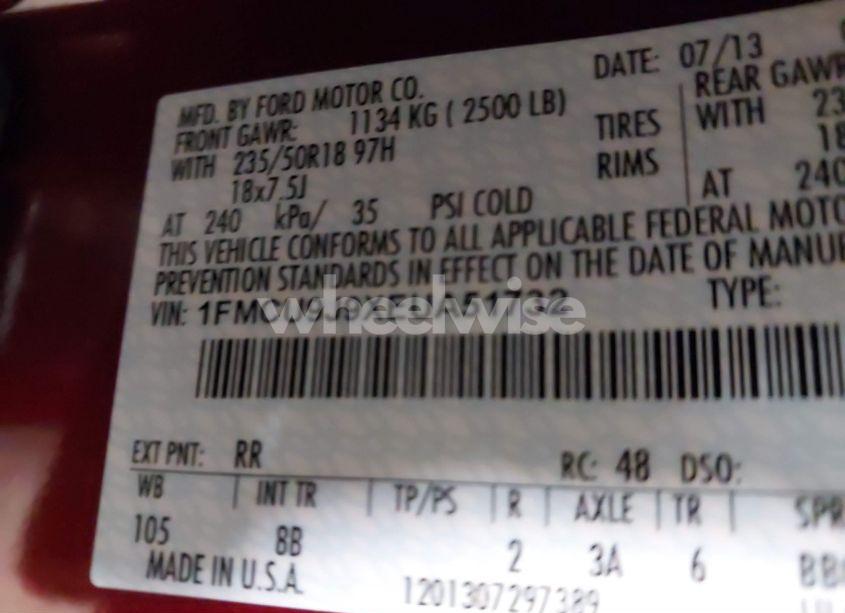 MFD. BY FORD MOTOR CO.
DATE: 07/13
FRONT GAWR: 1134 KG ( 2500 LB)
REAR GAWR
WITH 235/50R18 97H
TIRES
WITH
18x7.5J
RIMS
AT 240 kPa/ 35 PSI COLD
AT 240
THIS VEHICLE CONFORMS TO ALL APPLICABLE FEDERAL MOTO
PREVENTION STANDARDS IN EFFECT ON THE DATE OF MANUF
VIN:
TYPE:
wheelwise
EXT PNT: RR
RC: 48 DSO:
WB INT TR TP/PS R AXLE TR SPR
105 8B 2 3A 6
MADE IN U.S.A.
1201307297389